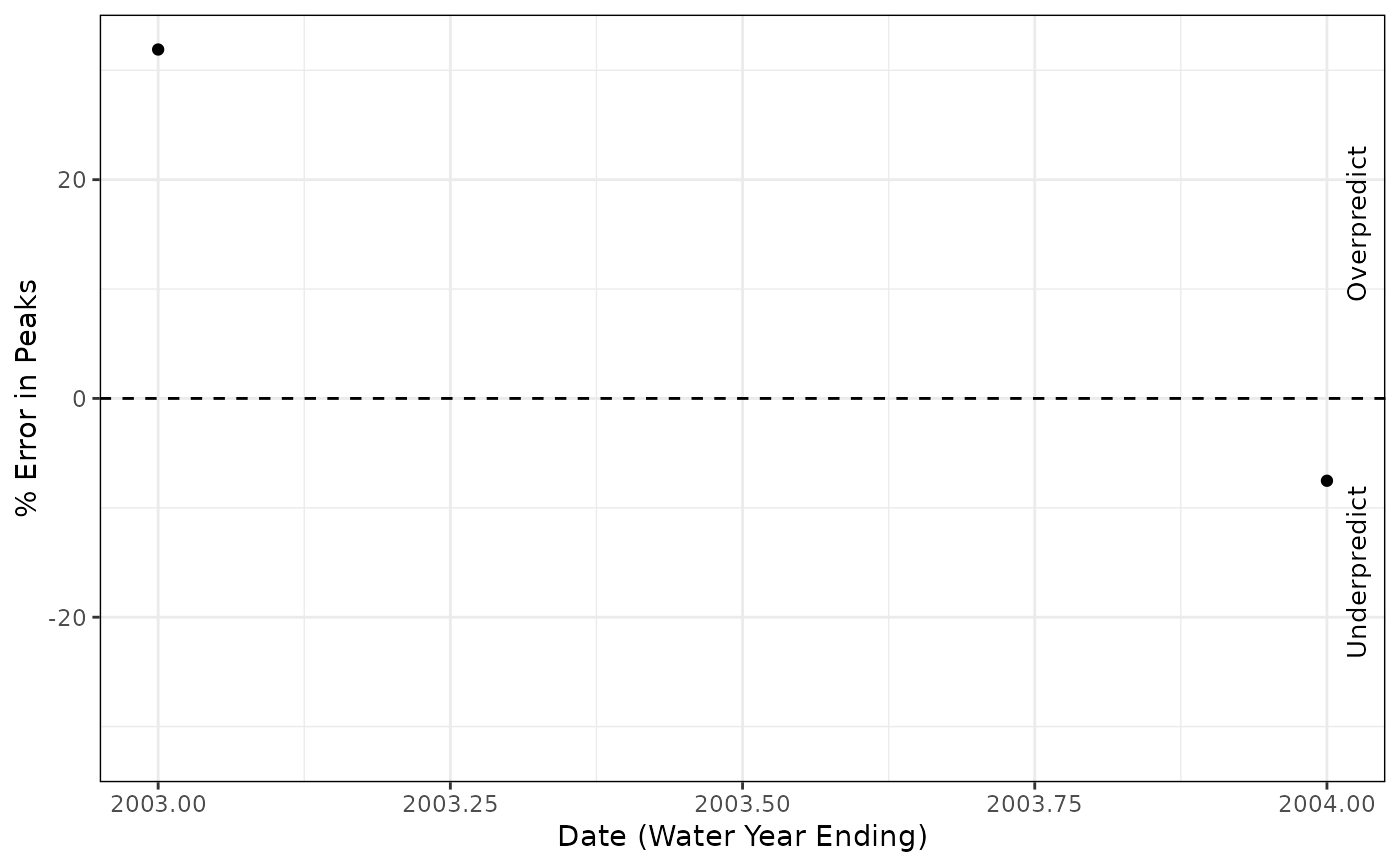 % Error in Peaks
20
0
-20
Overpredict
Underpredict
2003.00 2003.25 2003.50 2003.75 2004.00
Date (Water Year Ending)